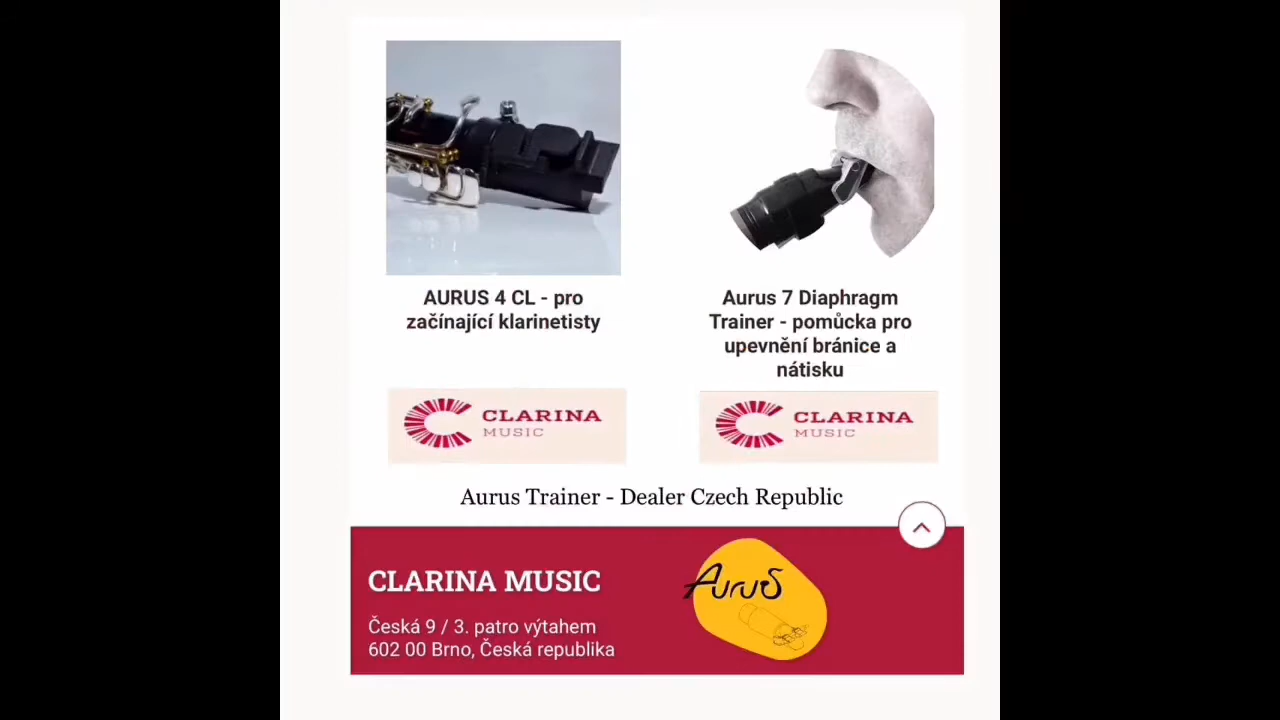 AURUS 4 CL - pro
začínající klarinetisty
Aurus 7 Diaphragm
Trainer - pomůcka pro
upevnění bránice a
nátisku
CLARINA
MUSIC
CLARINA
MUSIC
Aurus Trainer - Dealer Czech Republic
CLARINA MUSIC
Česká 9 / 3. patro výtahem
602 00 Brno, Česká republika
Aurus